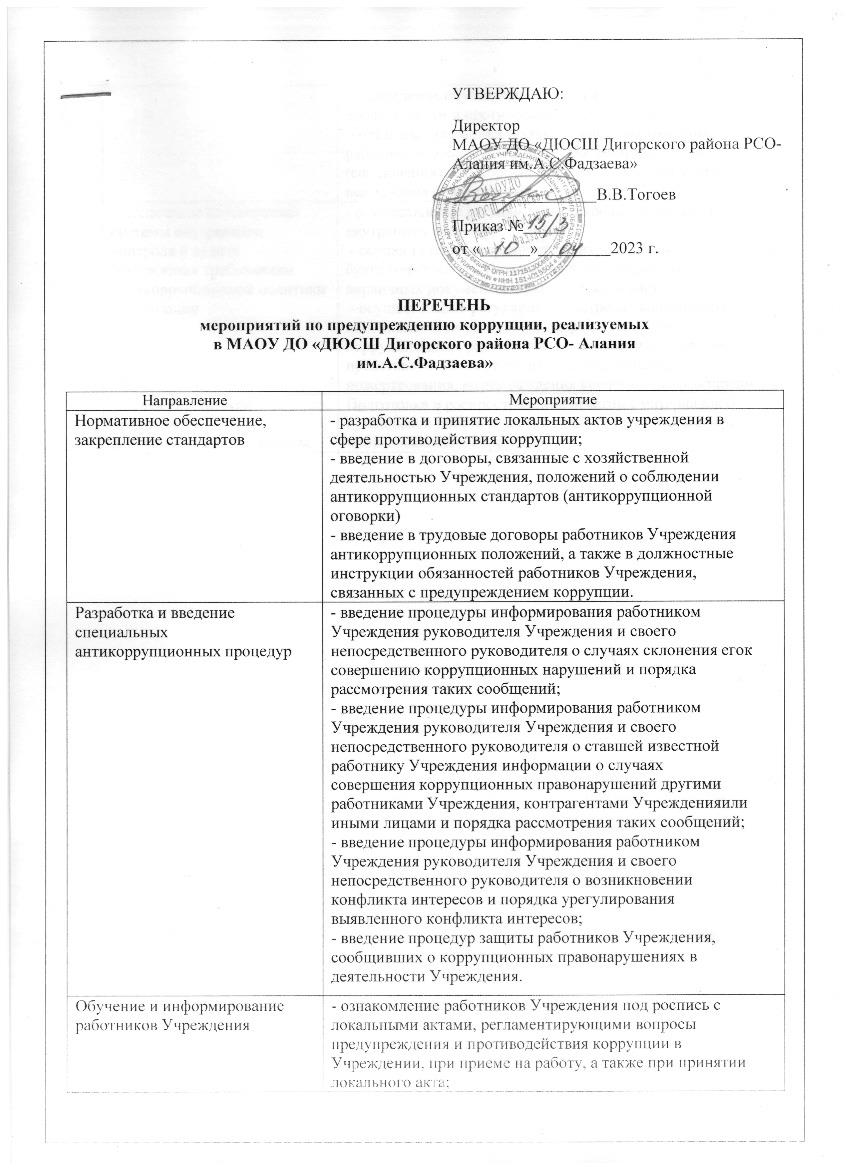 УТВЕРЖДАЮ:
Директор
МАОУ ДО «ДЮСШ Дигорского района РСО-
Алания им.А.С.Фадзаева»
В.В.Тогоев
Приказ № 15/3
от « 10 » 04 2023 г.
ПЕРЕЧЕНЬ
мероприятий по предупреждению коррупции, реализуемых
в МАОУ ДО «ДЮСШ Дигорского района РСО- Алания
им.А.С.Фадзаева»
Направление
Мероприятие
Нормативное обеспечение,
закрепление стандартов
- разработка и принятие локальных актов учреждения в
сфере противодействия коррупции;
- введение в договоры, связанные с хозяйственной
деятельностью Учреждения, положений о соблюдении
антикоррупционных стандартов (антикоррупционной
оговорки)
- введение в трудовые договоры работников Учреждения
антикоррупционных положений, а также в должностные
инструкции обязанностей работников Учреждения,
связанных с предупреждением коррупции.
Разработка и введение
специальных
антикоррупционных процедур
- введение процедуры информирования работником
Учреждения руководителя Учреждения и своего
непосредственного руководителя о случаях склонения егок
совершению коррупционных нарушений и порядка
рассмотрения таких сообщений;
- введение процедуры информирования работником
Учреждения руководителя Учреждения и своего
непосредственного руководителя о ставшей известной
работнику Учреждения информации о случаях
совершения коррупционных правонарушений другими
работниками Учреждения, контрагентами Учрежденияили
иными лицами и порядка рассмотрения таких сообщений;
- введение процедуры информирования работником
Учреждения руководителя Учреждения и своего
непосредственного руководителя о возникновении
конфликта интересов и порядка урегулирования
выявленного конфликта интересов;
- введение процедур защиты работников Учреждения,
сообщивших о коррупционных правонарушениях в
деятельности Учреждения.
Обучение и информирование
работников Учреждения
- ознакомление работников Учреждения под роспись с
локальными актами, регламентирующими вопросы
предупреждения и противодействия коррупции в
Учреждении, при приеме на работу, а также при принятии
локального акта;